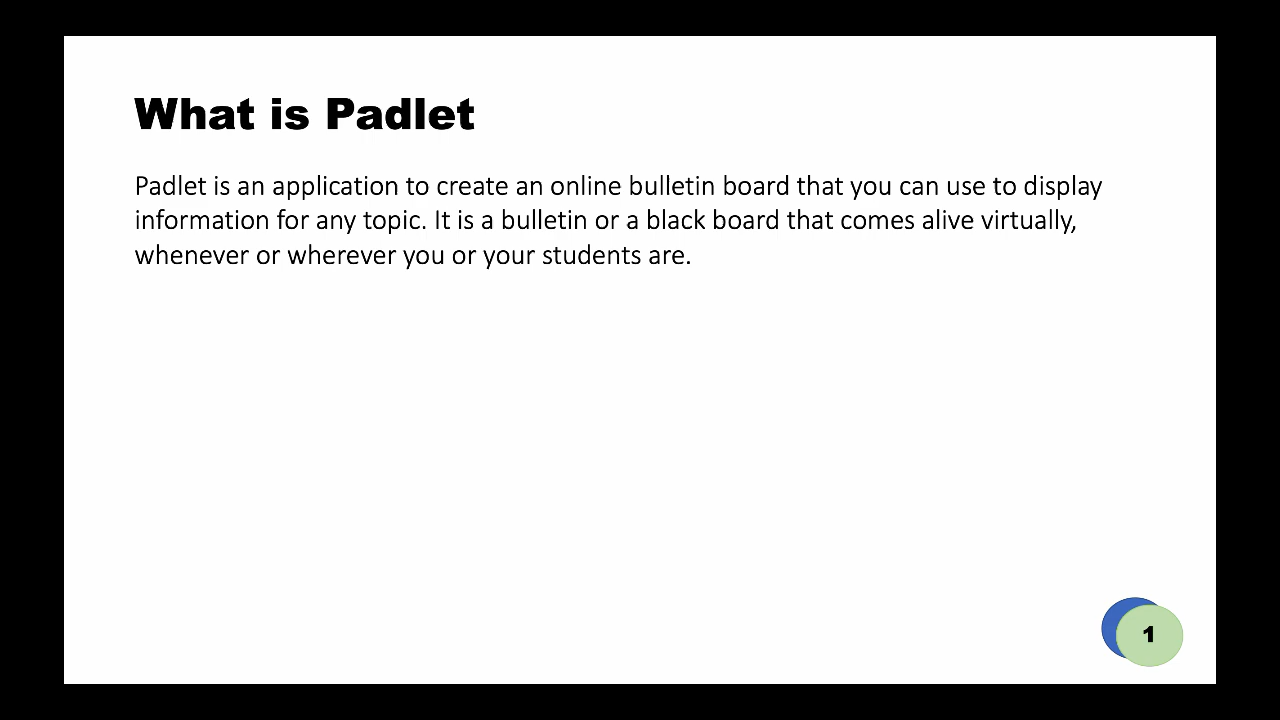 What is Padlet
Padlet is an application to create an online bulletin board that you can use to display
information for any topic. It is a bulletin or a black board that comes alive virtually,
whenever or wherever you or your students are.
1